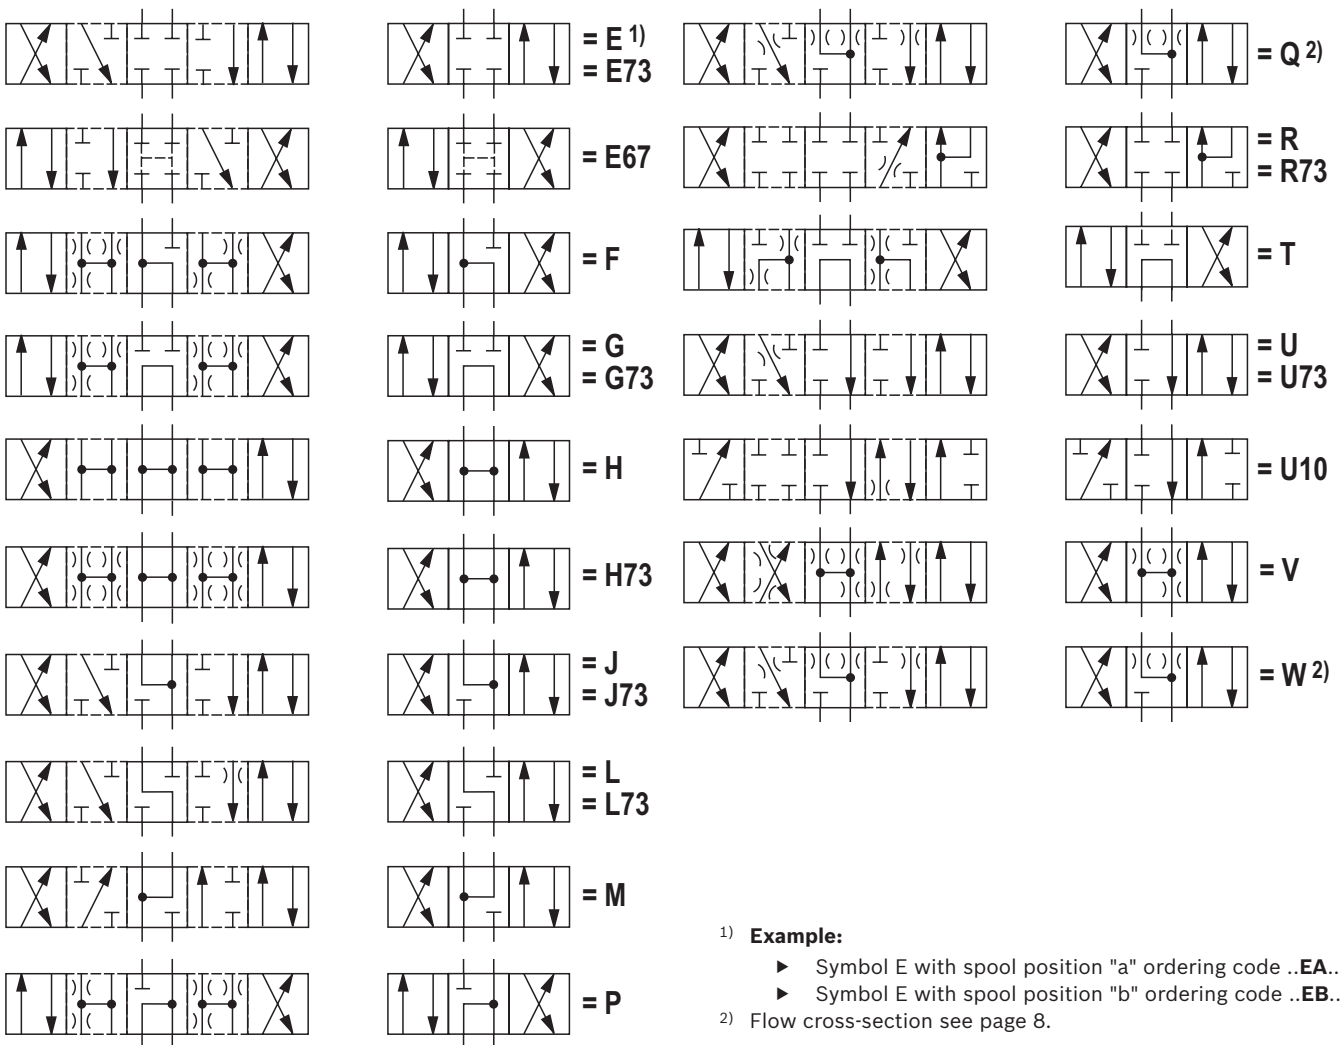 = E 1)
= E73
= E67
= F
= G
= G73
= H
= H73
= J
= J73
= L
= L73
= M
= P
= Q 2)
= R
= R73
= T
= U
= U73
= U10
= V
= W 2)
1) Example:
▶ Symbol E with spool position "a" ordering code ..EA..
▶ Symbol E with spool position "b" ordering code ..EB..
2) Flow cross-section see page 8.